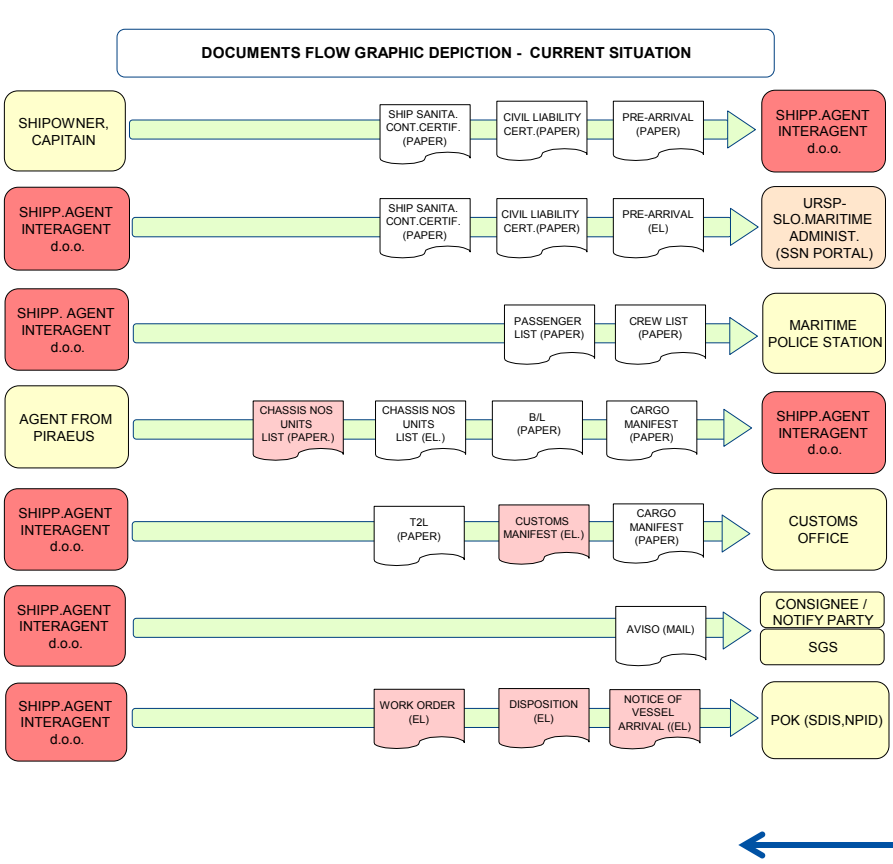 DOCUMENTS FLOW GRAPHIC DEPICTION - CURRENT SITUATION
SHIPOWNER,
CAPITAIN
SHIP SANITA.
CONT.CERTIF.
(PAPER)
CIVIL LIABILITY
CERT.(PAPER)
PRE-ARRIVAL
(PAPER)
SHIPP.AGENT
INTERAGENT
d.o.o.
SHIPP.AGENT
INTERAGENT
d.o.o.
SHIP SANITA.
CONT.CERTIF.
(PAPER)
CIVIL LIABILITY
CERT.(PAPER)
PRE-ARRIVAL
(EL)
URSP-
SLO.MARITIME
ADMINIST.
(SSN PORTAL)
SHIPP. AGENT
INTERAGENT
d.o.o.
PASSENGER
LIST (PAPER)
CREW LIST
(PAPER)
MARITIME
POLICE STATION
AGENT FROM
PIRAEUS
CHASSIS NOS
UNITS
LIST (PAPER.)
CHASSIS NOS
UNITS
LIST (EL.)
B/L
(PAPER)
CARGO
MANIFEST
(PAPER)
SHIPP.AGENT
INTERAGENT
d.o.o.
SHIPP.AGENT
INTERAGENT
d.o.o.
T2L
(PAPER)
CUSTOMS
MANIFEST (EL.)
CARGO
MANIFEST
(PAPER)
CUSTOMS
OFFICE
SHIPP.AGENT
INTERAGENT
d.o.o.
AVISO (MAIL)
CONSIGNEE /
NOTIFY PARTY
SGS
SHIPP.AGENT
INTERAGENT
d.o.o.
WORK ORDER
(EL)
DISPOSITION
(EL)
NOTICE OF
VESSEL
ARRIVAL ((EL)
POK (SDIS,NPID)